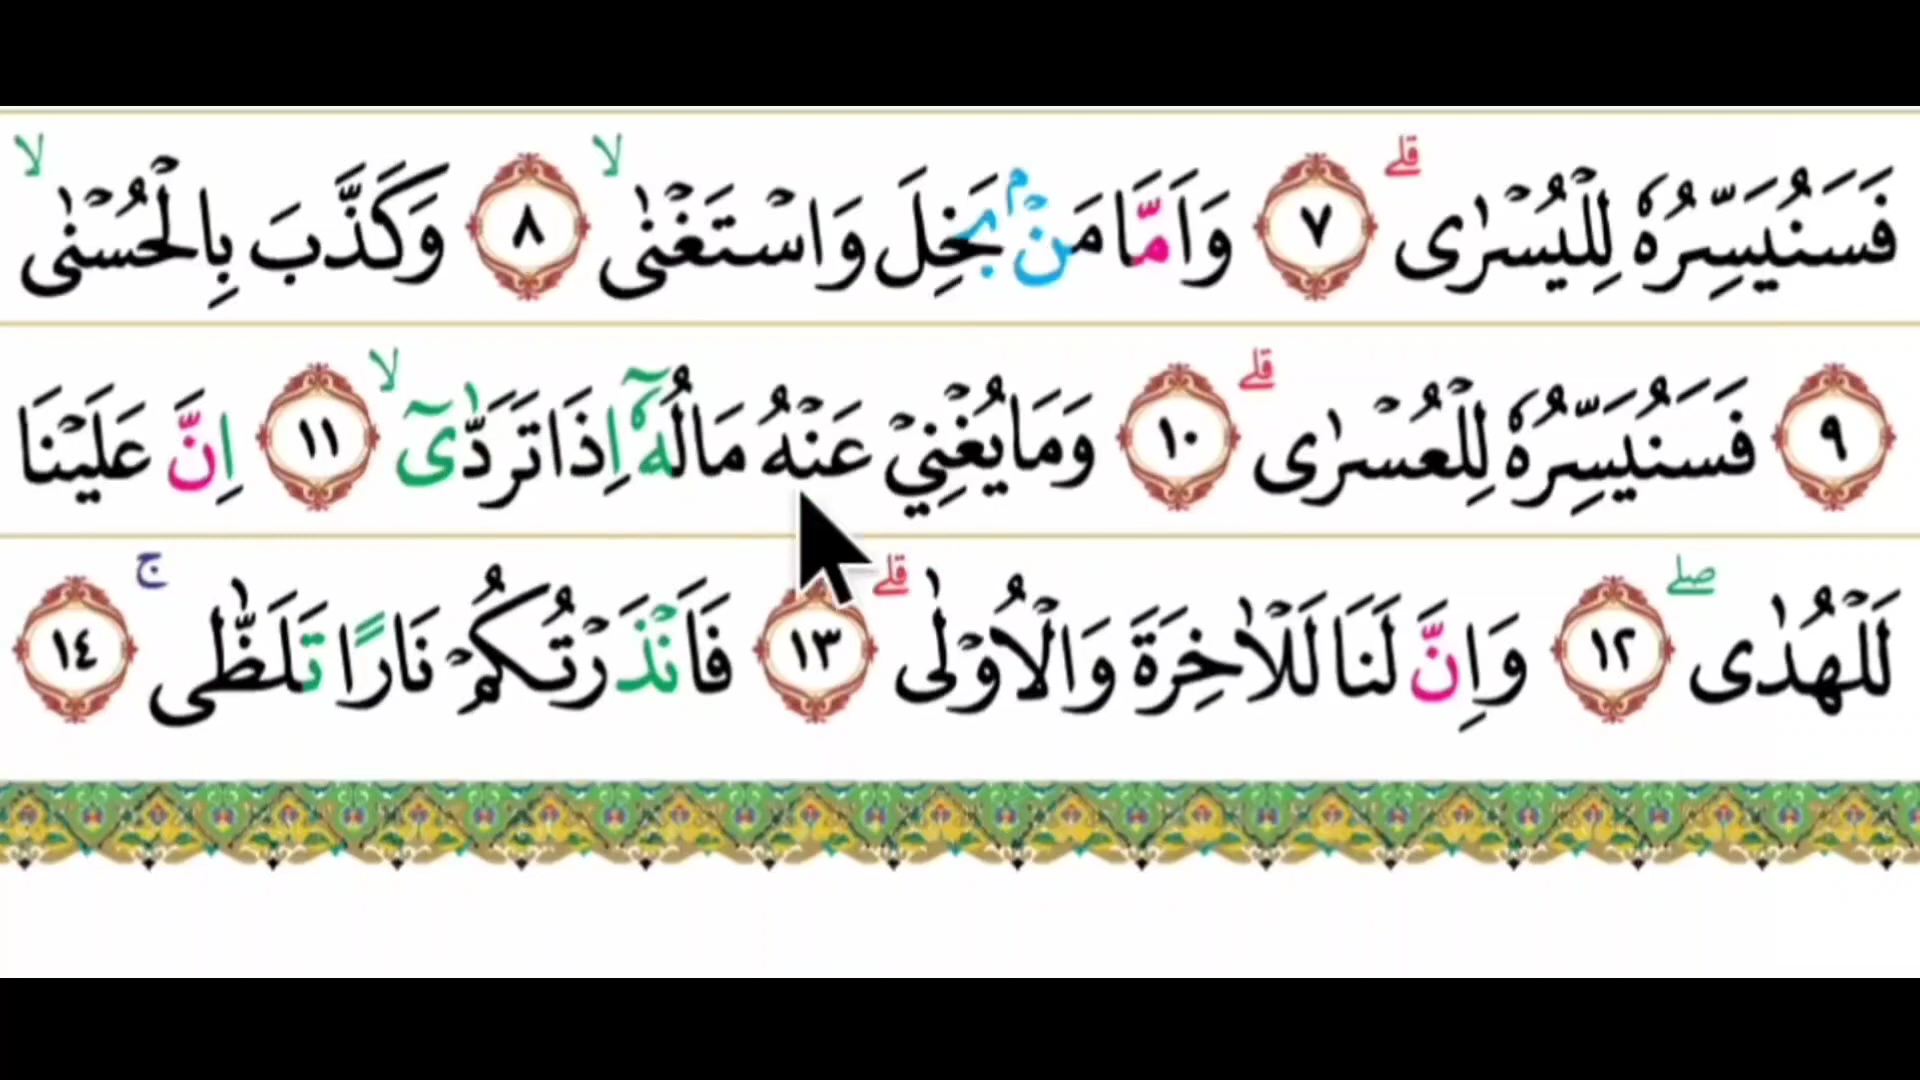 فَسَنُيَسِّرُهٗ لِلْيُسْرٰى ۗ ٧ وَاَمَّا مَنْۢ بَخِلَ وَاسْتَغْنٰى ۙ ٨ وَكَذَّبَ بِالْحُسْنٰى ۙ
٩ فَسَنُيَسِّرُهٗ لِلْعُسْرٰى ۗ ١٠ وَمَا يُغْنِيْ عَنْهُ مَالُهٗٓ اِذَا تَرَدّٰىٓ ۙ ١١ اِنَّ عَلَيْنَا
لَلْهُدٰى ۖ ١٢ وَاِنَّ لَنَا لَلْاٰخِرَةَ وَالْاُوْلٰى ۗ ١٣ فَاَنْذَرْتُكُمْ نَارًا تَلَظّٰى ۚ ١٤